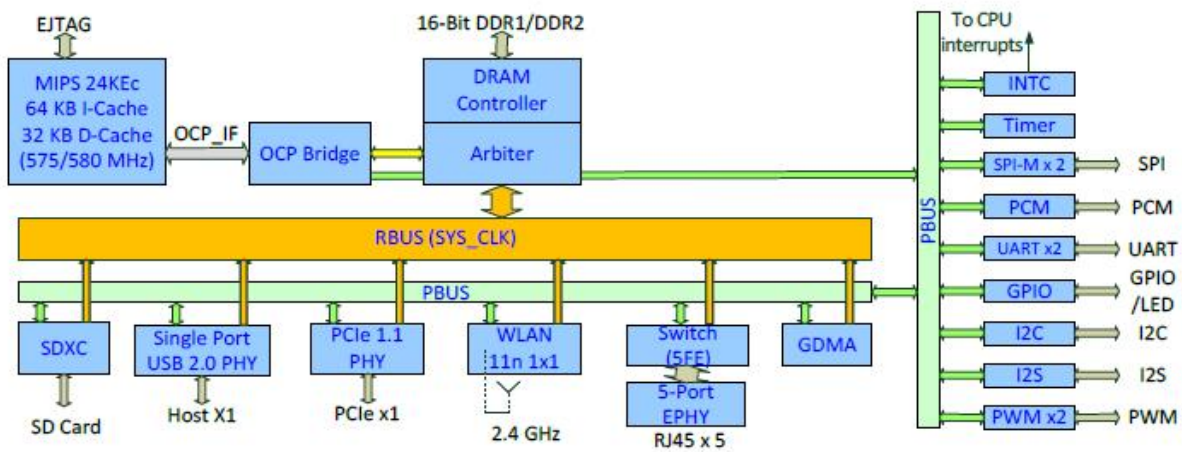 EJTAG
MIPS 24KEc
64 KB I-Cache
32 KB D-Cache
(575/580 MHz)
OCP_IF
OCP Bridge
16-Bit DDR1/DDR2
DRAM
Controller
Arbiter
RBUS (SYS_CLK)
PBUS
SDXC
SD Card
Single Port
USB 2.0 PHY
Host X1
PCIe 1.1
PHY
PCIe x1
WLAN
11n 1x1
2.4 GHz
Switch
(5FE)
5-Port
EPHY
RJ45 x 5
GDMA
PBUS
To CPU
interrupts
INTC
Timer
SPI-M x 2
SPI
PCM
PCM
UART x2
UART
GPIO
GPIO
/LED
I2C
I2C
I2S
I2S
PWM x2
PWM